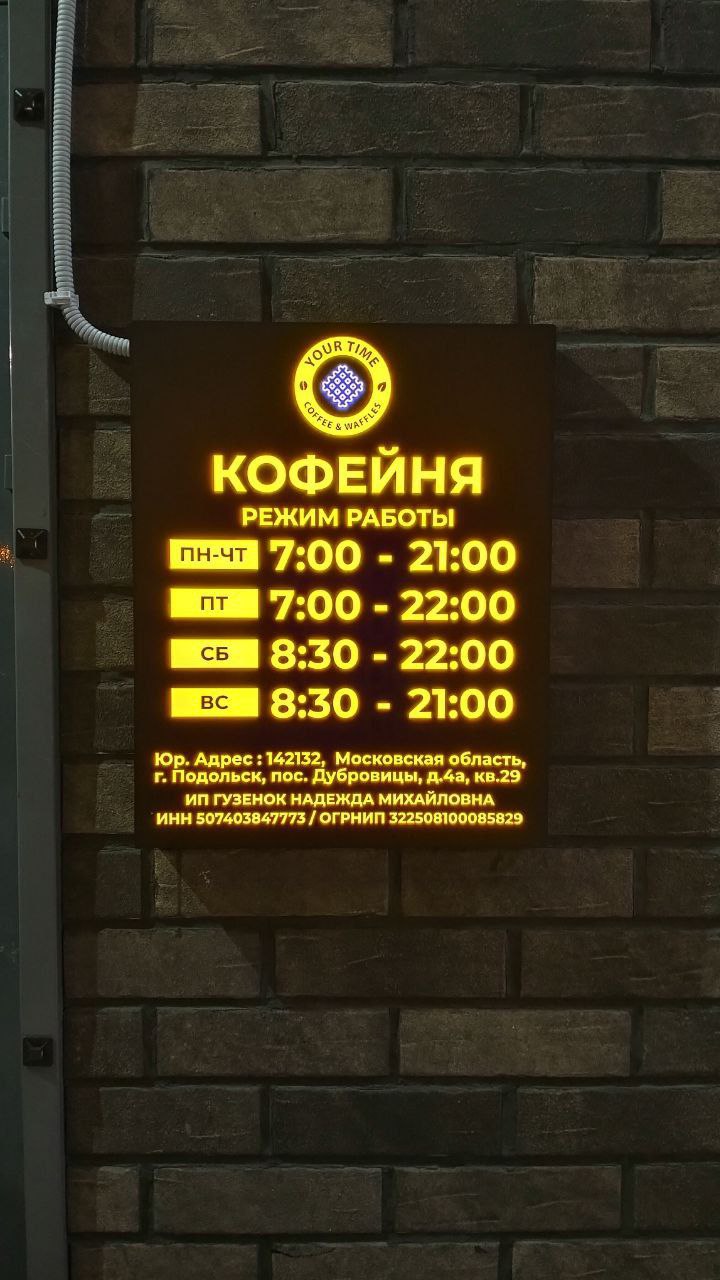 YOUR TIME
COFFEE & WAFFLES
КОФЕЙНЯ
РЕЖИМ РАБОТЫ
ПН-ЧТ 7:00 - 21:00
ПТ 7:00 - 22:00
СБ 8:30 - 22:00
ВС 8:30 - 21:00
Юр. Адрес : 142132, Московская область,
г. Подольск, пос. Дубровицы, д.4а, кв.29
ИП ГУЗЕНОК НАДЕЖДА МИХАЙЛОВНА
ИНН 507403847773 / ОГРНИП 322508100085829